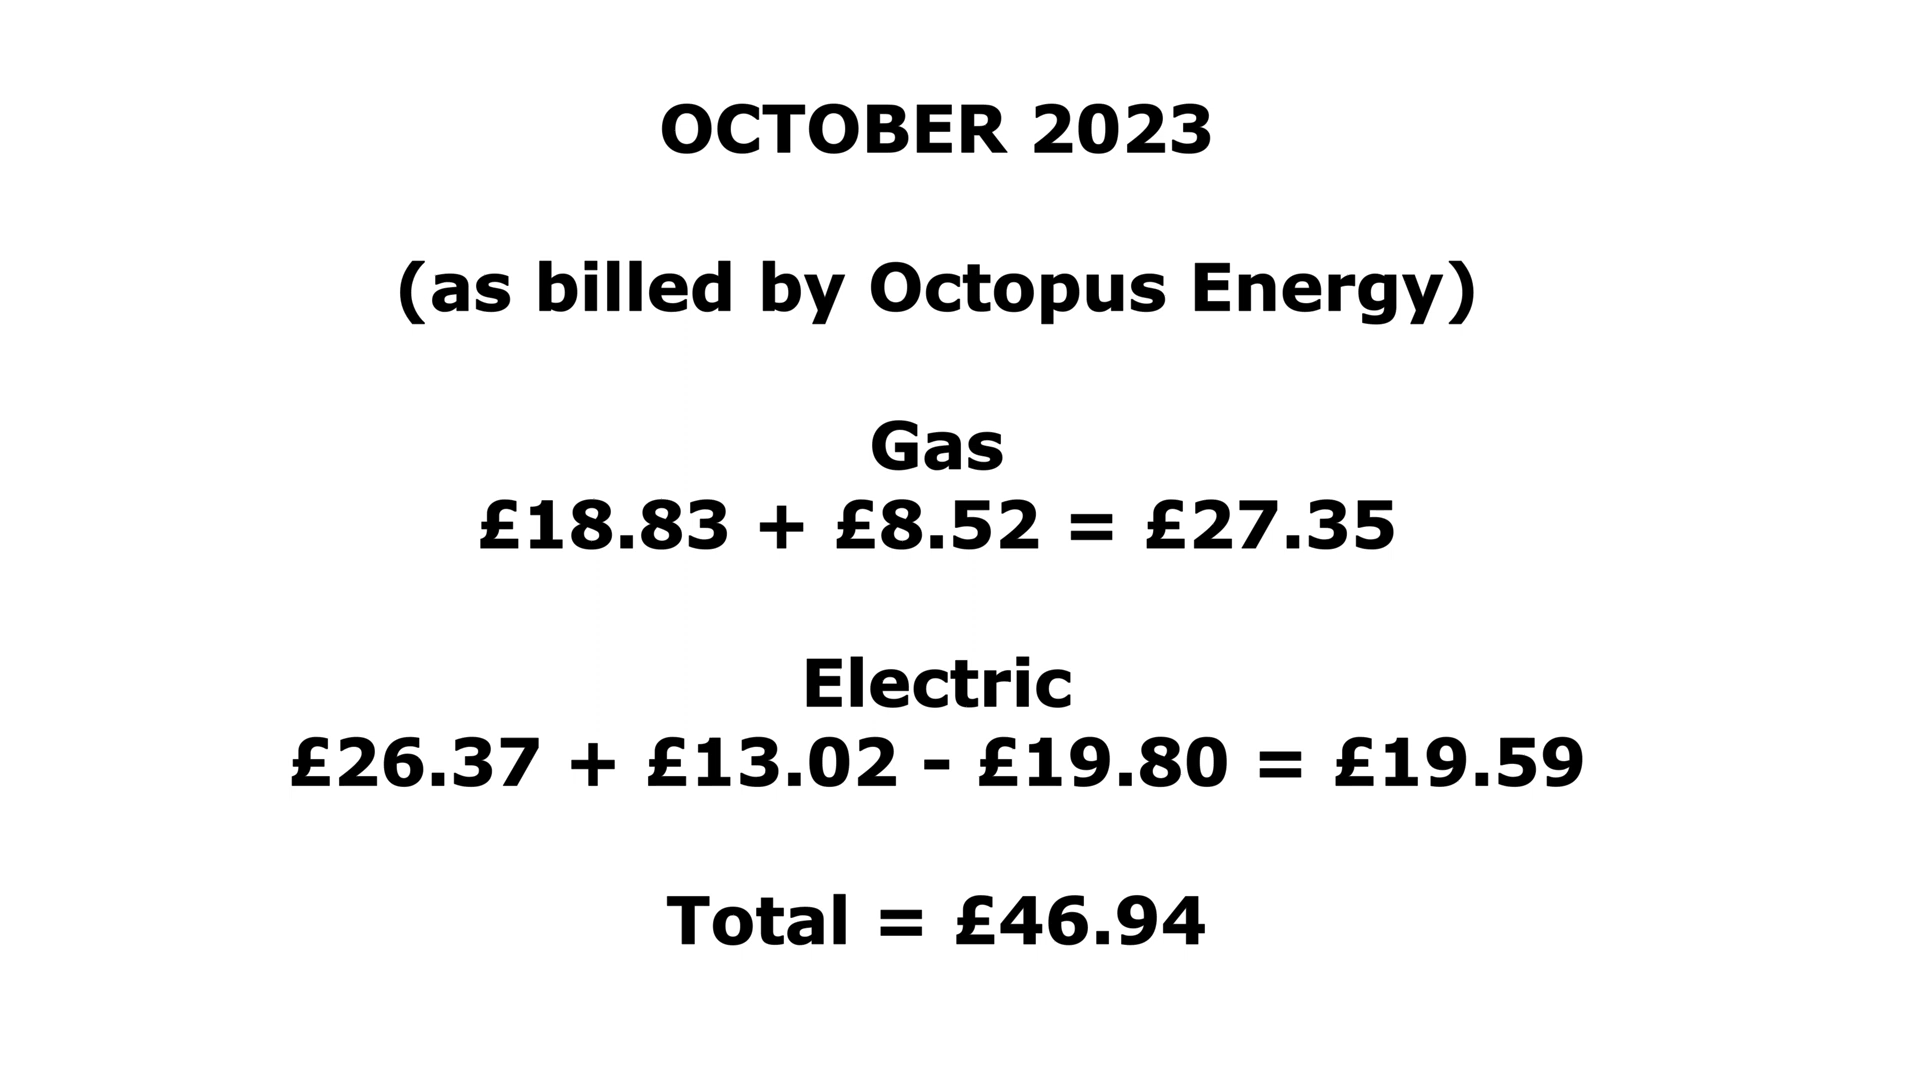 OCTOBER 2023
(as billed by Octopus Energy)
Gas
£18.83 + £8.52 = £27.35
Electric
£26.37 + £13.02 - £19.80 = £19.59
Total = £46.94